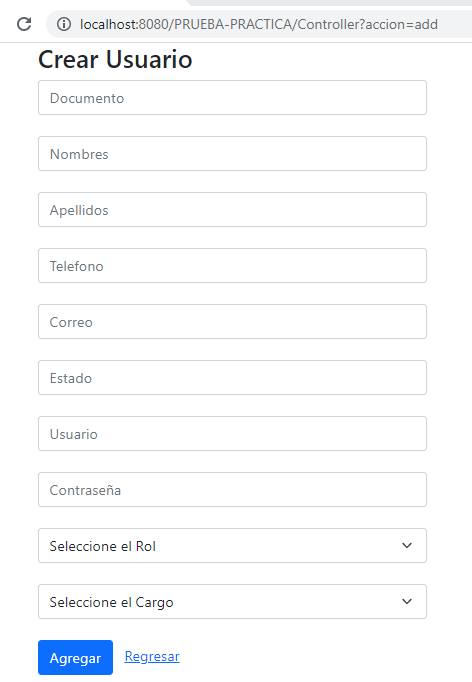 localhost:8080/PRUEBA-PRACTICA/Controller?accion=add
Crear Usuario
Documento
Nombres
Apellidos
Telefono
Correo
Estado
Usuario
Contraseña
Seleccione el Rol
Seleccione el Cargo
Agregar Regresar